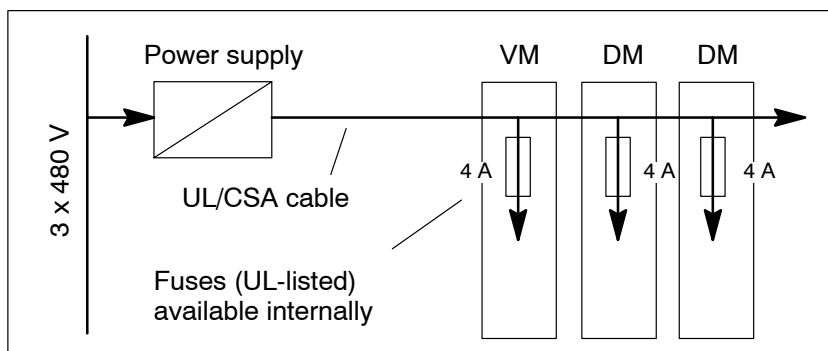 Power supply
VM
DM
DM
3 x 480 V
4 A
4 A
4 A
UL/CSA cable
Fuses (UL-listed)
available internally